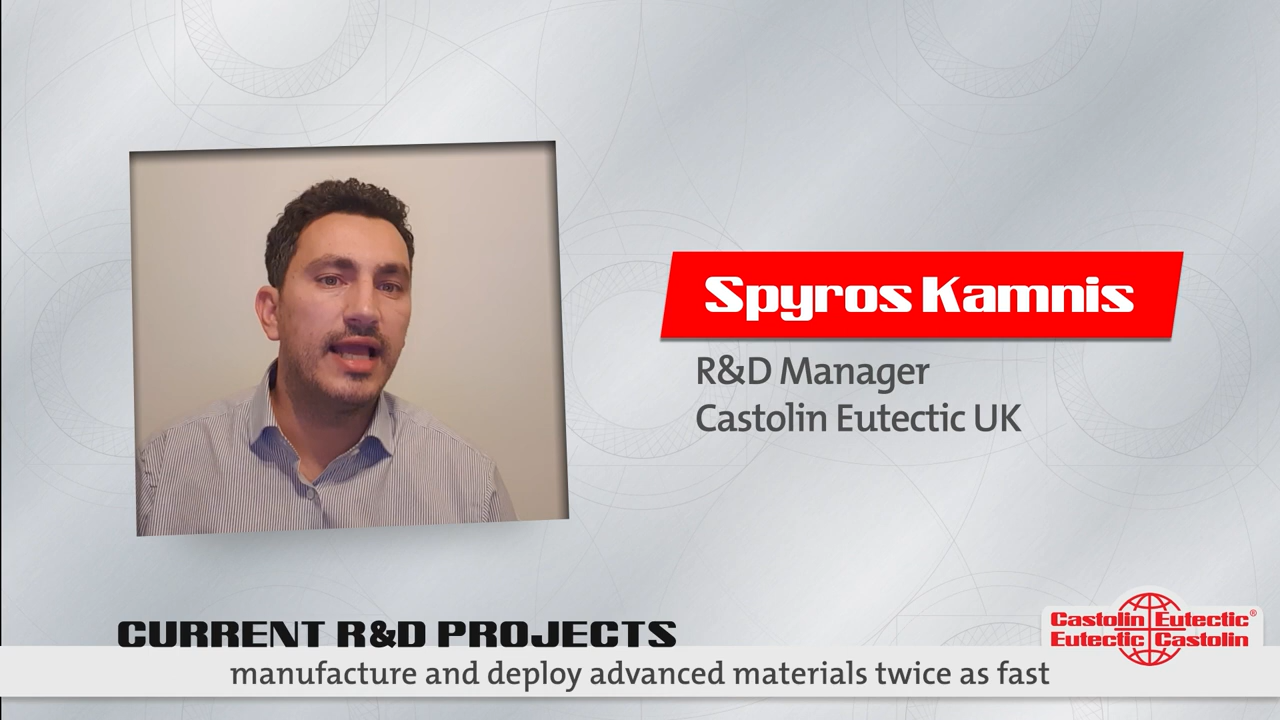 Spyros Kamnis
R&D Manager
Castolin Eutectic UK
CURRENT R&D PROJECTS
Castolin Eutectic®
Eutectic Castolin
manufacture and deploy advanced materials twice as fast